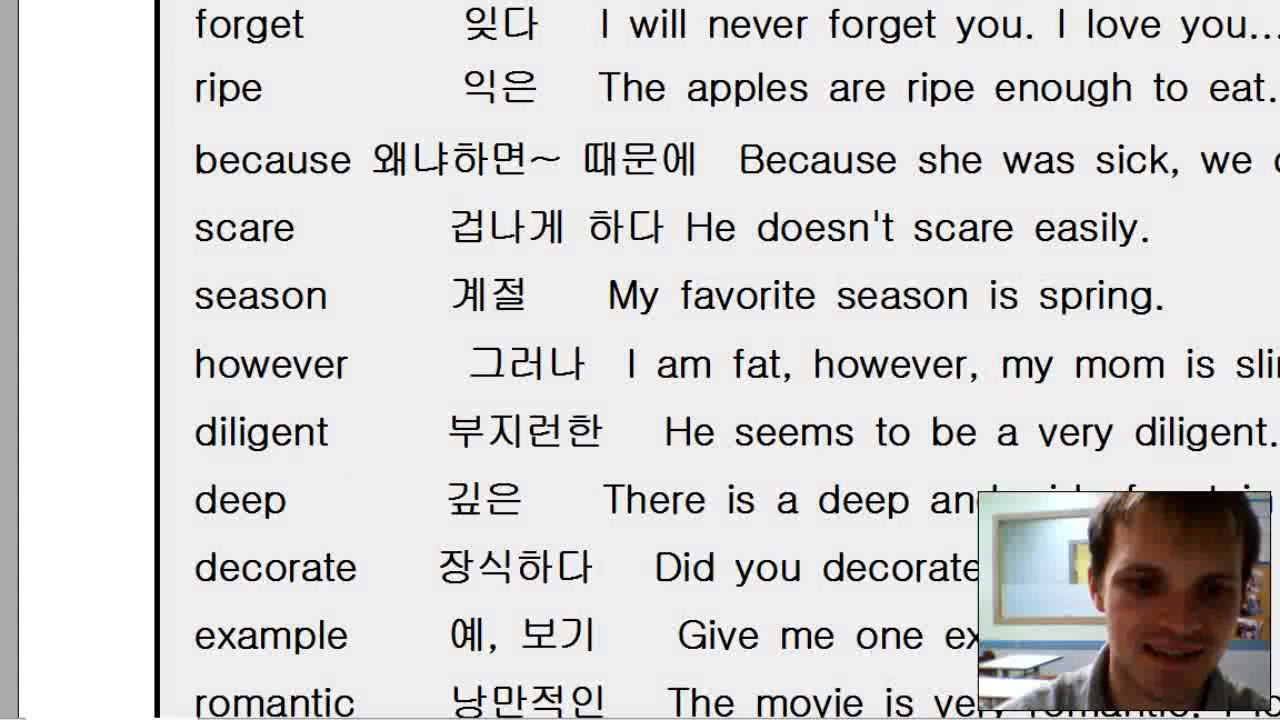 forget 잊다 I will never forget you. I love you...
ripe 익은 The apples are ripe enough to eat.
because 왜냐하면~ 때문에 Because she was sick, we
scare 겁나게 하다 He doesn't scare easily.
season 계절 My favorite season is spring.
however 그러나 I am fat, however, my mom is
diligent 부지런한 He seems to be a very diligent.
deep 깊은 There is a deep
decorate 장식하다 Did you decorate
example 예, 보기 Give me one
romantic 낭만적인 The movie is